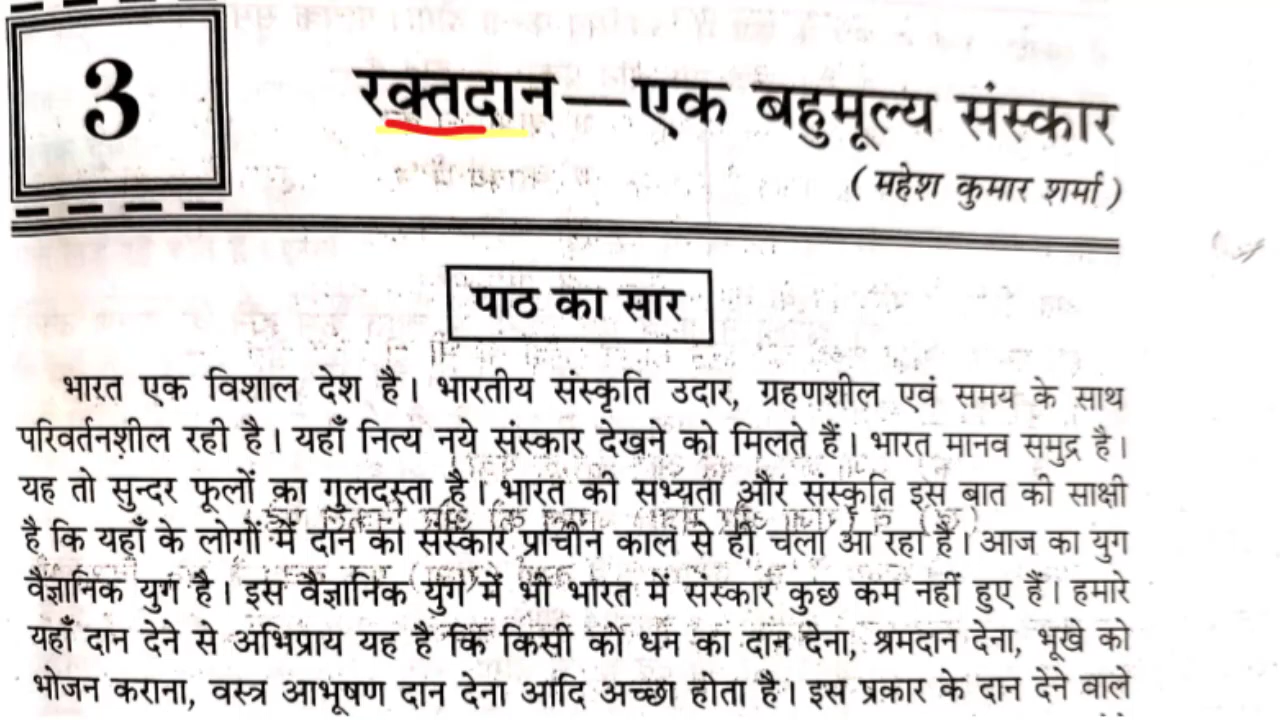 3
रक्तदान—एक बहुमूल्य संस्कार
( महेश कुमार शर्मा )
पाठ का सार
भारत एक विशाल देश है। भारतीय संस्कृति उदार, ग्रहणशील एवं समय के साथ
परिवर्तनशील रही है। यहाँ नित्य नये संस्कार देखने को मिलते हैं। भारत मानव समुद्र है।
यह तो सुन्दर फूलों का गुलदस्ता है। भारत की सभ्यता और संस्कृति इस बात की साक्षी
है कि यहाँ के लोगों में दान का संस्कार प्राचीन काल से ही चला आ रहा है। आज का युग
वैज्ञानिक युग है। इस वैज्ञानिक युग में भी भारत में संस्कार कुछ कम नहीं हुए हैं। हमारे
यहाँ दान देने से अभिप्राय यह है कि किसी को धन का दान देना, श्रमदान देना, भूखे को
भोजन कराना, वस्त्र आभूषण दान देना आदि अच्छा होता है। इस प्रकार के दान देने वाले